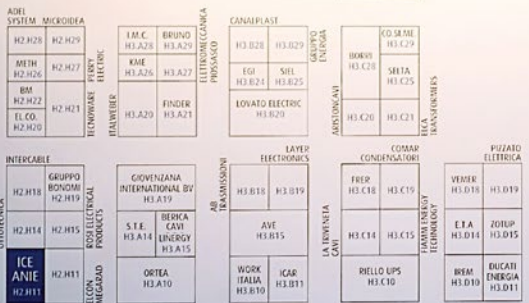 ADEL
SYSTEM MICROIDEA
H2.H28 H2.H29
METH
H2.H26 H2.H27
BM
H2.H22
EL.CO.
H2.H20 H2.H21
PERRY
ELECTRIC
TECNOWARE
ITALWEBER
I.M.C. BRUNO
H3.A28 H3.A29
KME
H3.A26 H3.A27
FINDER
H3.A20 H3.A21
ELETTROMECCANICA
PIOSSASCO
CANALPLAST
H3.B28 H3.B29
EGI SIEL
H3.B24 H3.B25
LOVATO ELECTRIC
H3.B20
GRUPPO
ENERGIA
ARISTONCAVI
BORRI
H3.C28
CO.SE.ME.
H3.C29
SELTA
H3.C25
H3.C20 H3.C21
ELCA
TRANSFORMERS
INTERCABLE
H2.H18
GRUPPO
BONOMI
H2.H19
H2.H14 H2.H15
ICE
ANIE
H2.H11
H2.H11
ROSI ELECTRICAL
PRODUCTS
ELCON
MEGARAD
GIOVENZANA
INTERNATIONAL BV
H3.A19
S.T.E.
H3.A14
BERICA
CAVI
LINERGY
H3.A15
ORTEA
H3.A10
AB
TRASMISSIONI
LAYER
ELECTRONICS
H3.B18 H3.B19
AVE
H3.B15
WORK
ITALIA
H3.B10
ICAR
H3.B11
LA TRIVENETA
CAVI
COMAR
CONDENSATORI
FRER
H3.C18 H3.C19
H3.C14 H3.C15
RIELLO UPS
H3.C10
FIAMM ENERGY
TECHNOLOGY
PIZZATO
ELETTRICA
VEMER
H3.D18 H3.D19
E.T.A
H3.D14
ZOTUP
H3.D15
IREM
H3.D10
DUCATI
ENERGIA
H3.D11